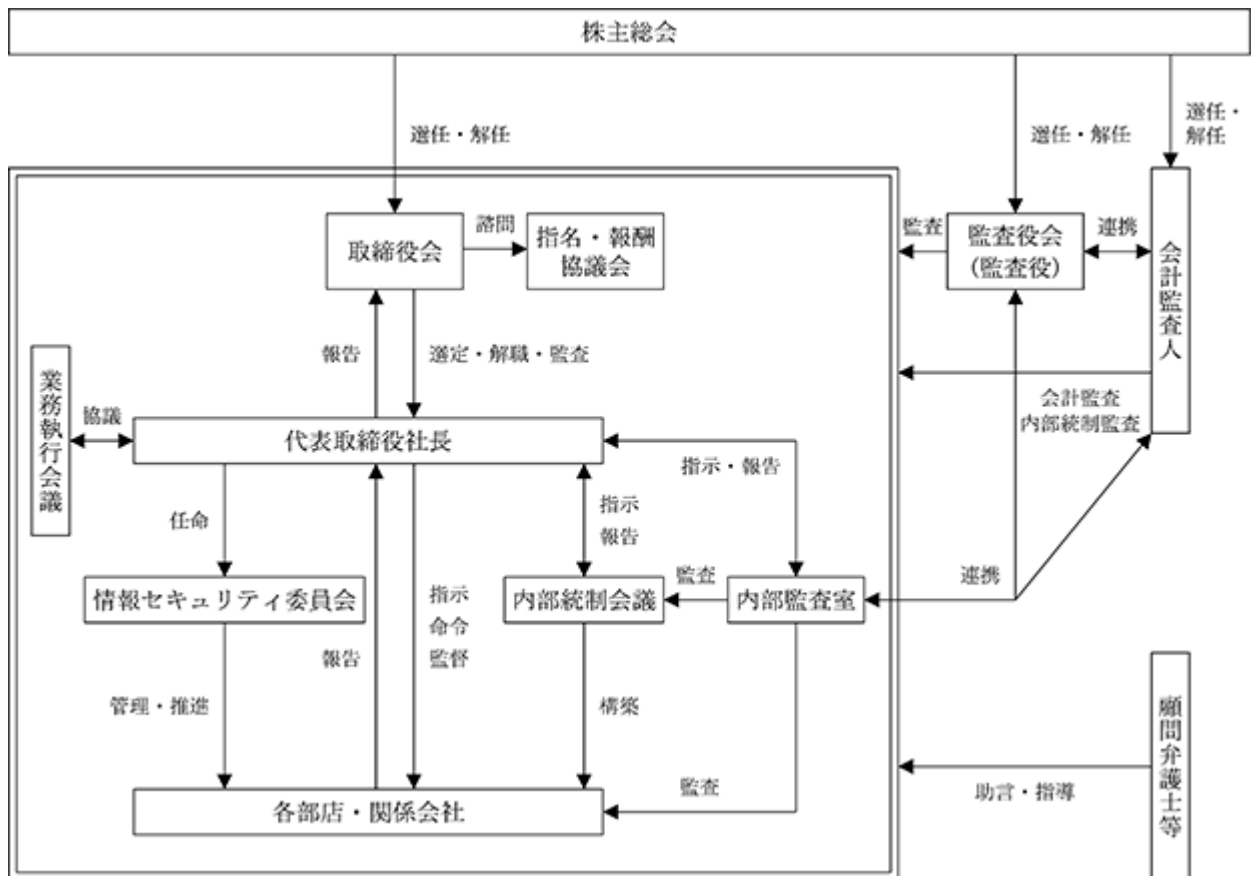 株主総会
選任・解任
選任・解任
選任・
解任
取締役会
諮問
指名・報酬
協議会
監査
監査役会
(監査役)
連携
会計監査人
報告
選定・解職・監査
業務執行会議
協議
代表取締役社長
会計監査
内部統制監査
指示・報告
任命
指示
報告
情報セキュリティ委員会
内部統制会議
監査
内部監査室
連携
報告
指示
命令
監督
管理・推進
構築
各部店・関係会社
監査
顧問弁護士等
助言・指導